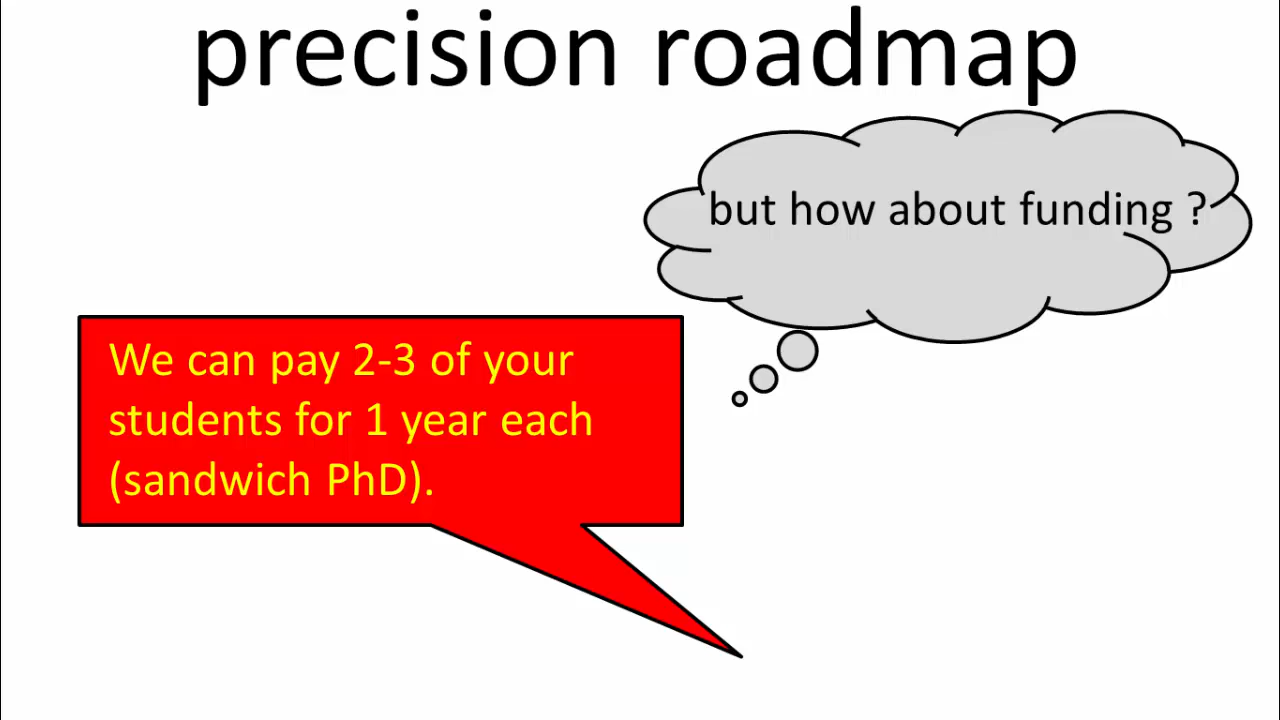 precision roadmap
but how about funding ?
We can pay 2-3 of your
students for 1 year each
(sandwich PhD).